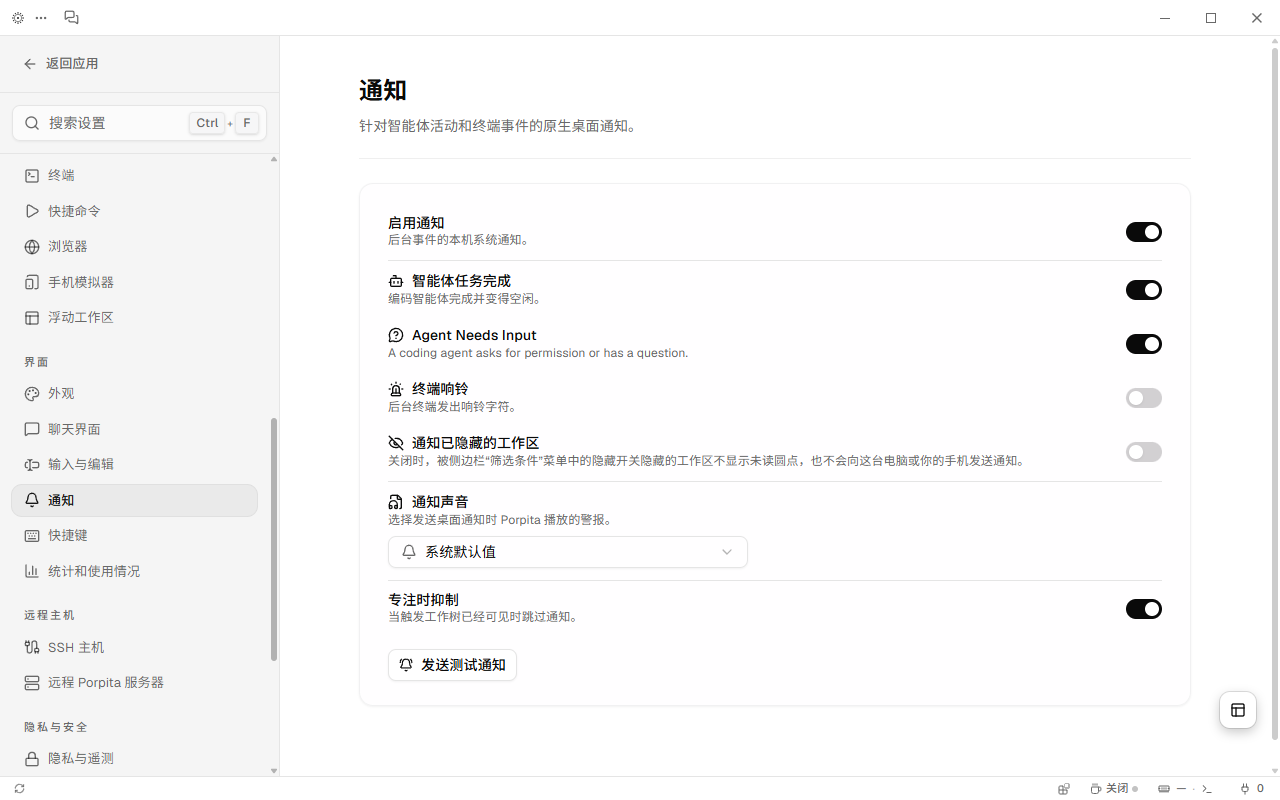 返回应用
搜索设置 Ctrl + F
终端
快捷命令
浏览器
手机模拟器
浮动工作区
界面
外观
聊天界面
输入与编辑
通知
快捷键
统计和使用情况
远程主机
SSH 主机
远程 Porpita 服务器
隐私与安全
隐私与遥测
通知
针对智能体活动和终端事件的原生桌面通知。
启用通知
后台事件的本机系统通知。
智能体任务完成
编码智能体完成并变得空闲。
Agent Needs Input
A coding agent asks for permission or has a question.
终端响铃
后台终端发出响铃字符。
通知已隐藏的工作区
关闭时，被侧边栏“筛选条件”菜单中的隐藏开关隐藏的工作区不显示未读圆点，也不会向这台电脑或你的手机发送通知。
通知声音
选择发送桌面通知时 Porpita 播放的警报。
系统默认值
专注时抑制
当触发工作树已经可见时跳过通知。
发送测试通知
关闭 — · 0